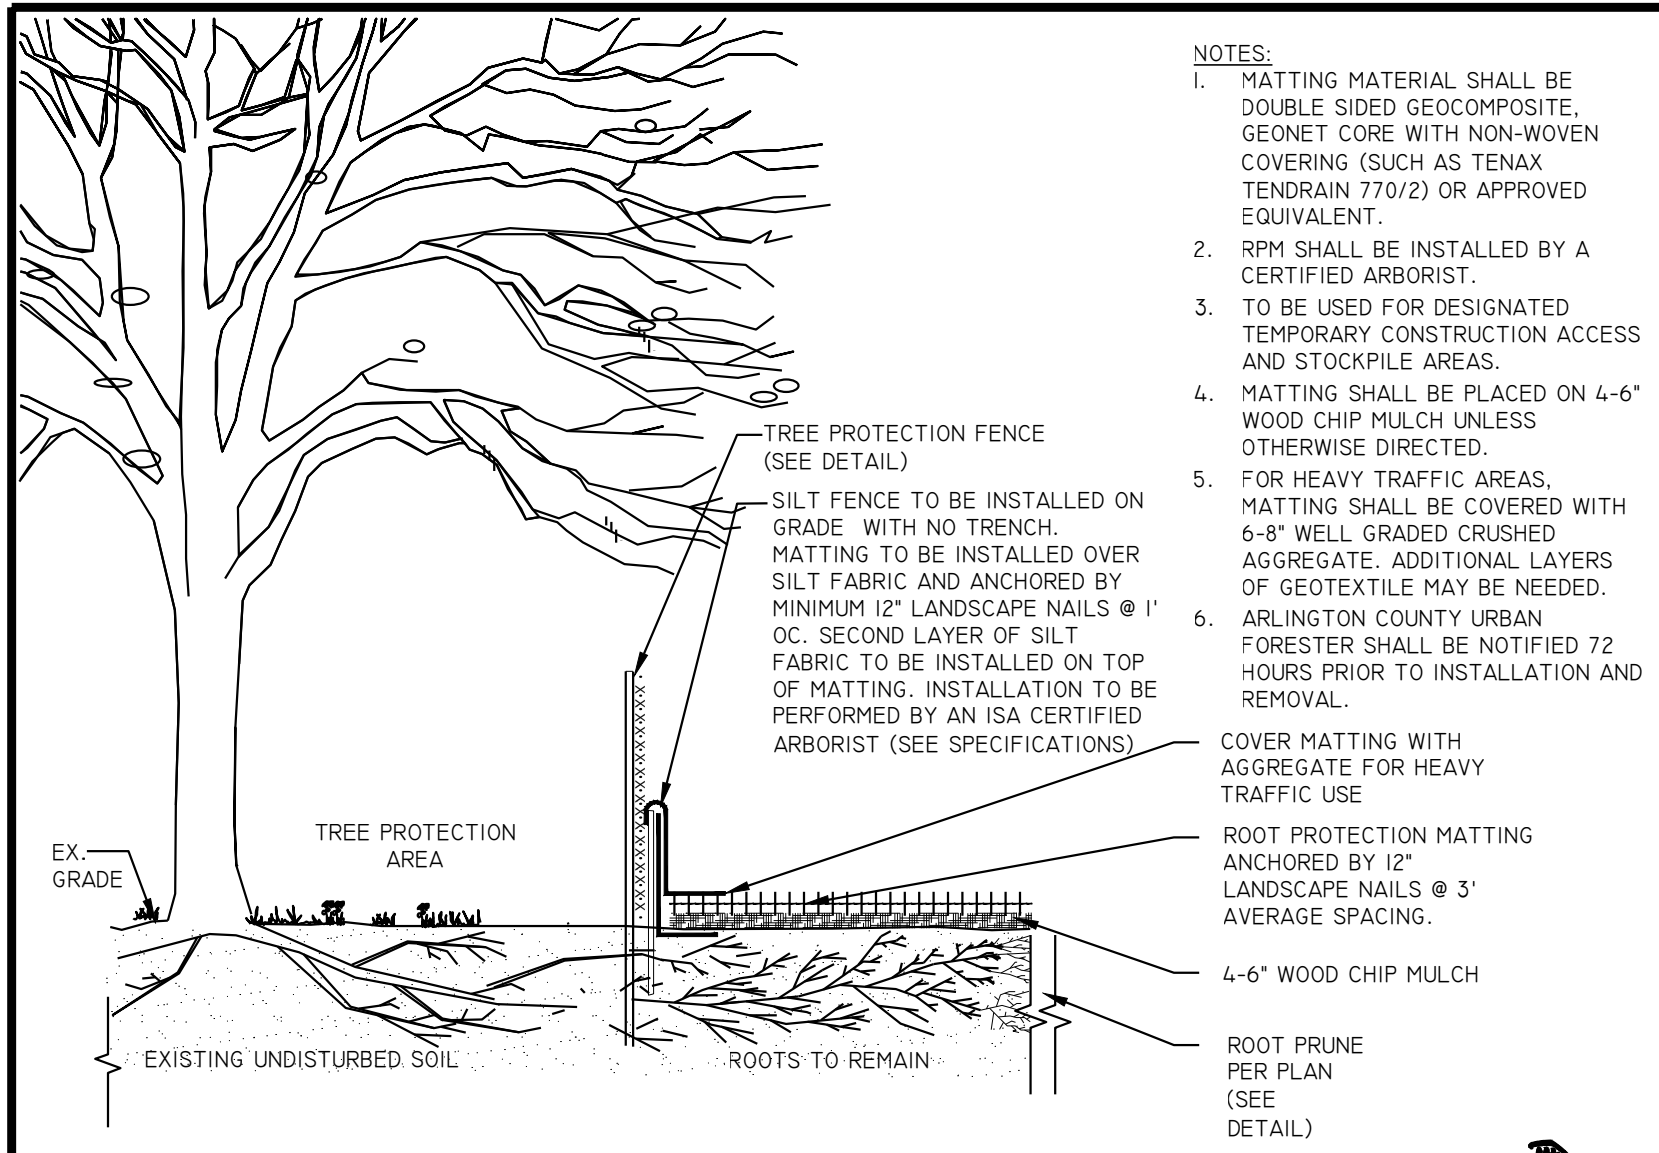 NOTES:
1. MATTING MATERIAL SHALL BE
DOUBLE SIDED GEOCOMPOSITE,
GEONET CORE WITH NON-WOVEN
COVERING (SUCH AS TENAX
TENDRAIN 770/2) OR APPROVED
EQUIVALENT.
2. RPM SHALL BE INSTALLED BY A
CERTIFIED ARBORIST.
3. TO BE USED FOR DESIGNATED
TEMPORARY CONSTRUCTION ACCESS
AND STOCKPILE AREAS.
4. MATTING SHALL BE PLACED ON 4-6"
WOOD CHIP MULCH UNLESS
OTHERWISE DIRECTED.
5. FOR HEAVY TRAFFIC AREAS,
MATTING SHALL BE COVERED WITH
6-8" WELL GRADED CRUSHED
AGGREGATE. ADDITIONAL LAYERS
OF GEOTEXTILE MAY BE NEEDED.
6. ARLINGTON COUNTY URBAN
FORESTER SHALL BE NOTIFIED 72
HOURS PRIOR TO INSTALLATION AND
REMOVAL.
TREE PROTECTION FENCE
(SEE DETAIL)
SILT FENCE TO BE INSTALLED ON
GRADE WITH NO TRENCH.
MATTING TO BE INSTALLED OVER
SILT FABRIC AND ANCHORED BY
MINIMUM 12" LANDSCAPE NAILS @ 1'
OC. SECOND LAYER OF SILT
FABRIC TO BE INSTALLED ON TOP
OF MATTING. INSTALLATION TO BE
PERFORMED BY AN ISA CERTIFIED
ARBORIST (SEE SPECIFICATIONS)
COVER MATTING WITH
AGGREGATE FOR HEAVY
TRAFFIC USE
ROOT PROTECTION MATTING
ANCHORED BY 12"
LANDSCAPE NAILS @ 3'
AVERAGE SPACING.
4-6" WOOD CHIP MULCH
ROOT PRUNE
PER PLAN
(SEE
DETAIL)
TREE PROTECTION
AREA
EX.
GRADE
EXISTING UNDISTURBED SOIL
ROOTS TO REMAIN